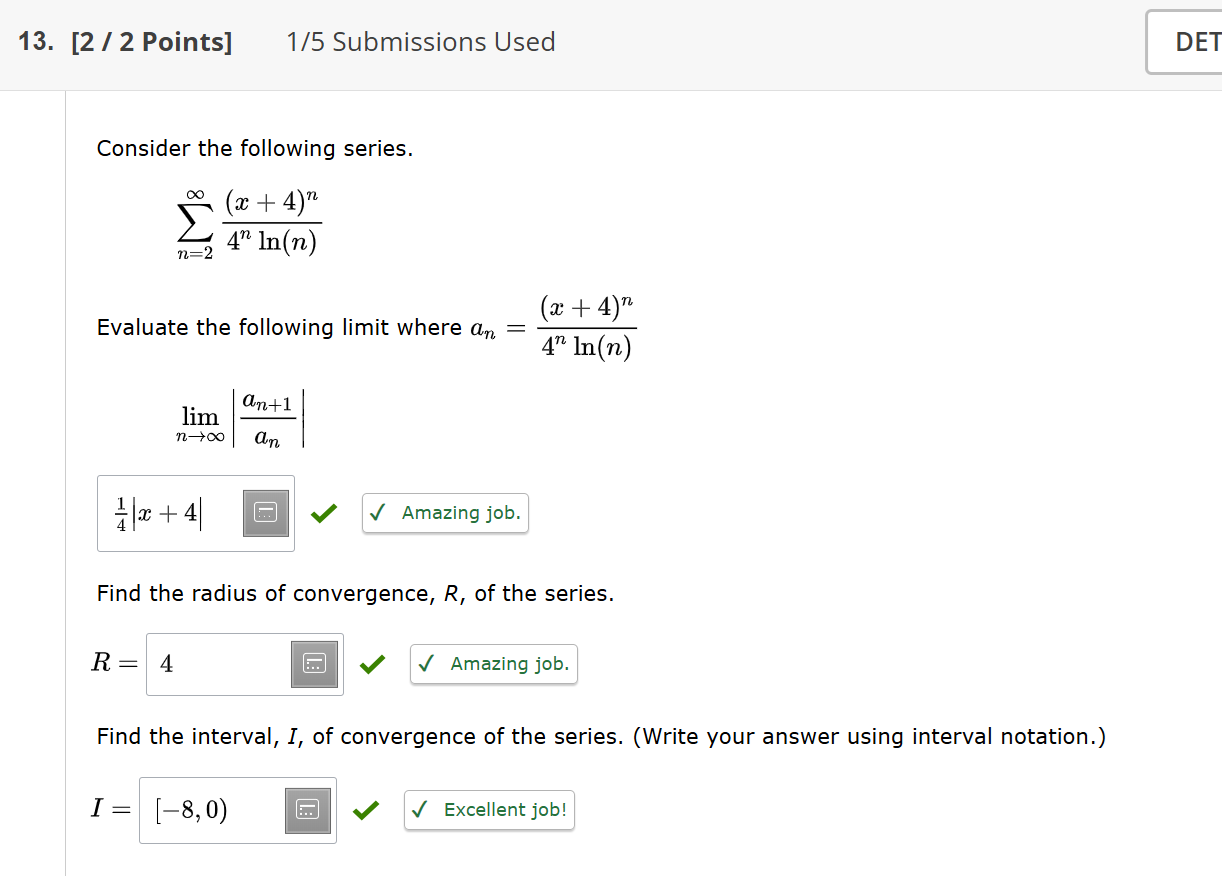 13. [2 / 2 Points] 1/5 Submissions Used DET
Consider the following series.
∞
∑ (x + 4)ⁿ / 4ⁿ ln(n)
n=2
Evaluate the following limit where aₙ = (x + 4)ⁿ / 4ⁿ ln(n)
lim n→∞ |aₙ₊₁ / aₙ|
1/4|x + 4| ✓ Amazing job.
Find the radius of convergence, R, of the series.
R = 4 ✓ Amazing job.
Find the interval, I, of convergence of the series. (Write your answer using interval notation.)
I = [−8, 0) ✓ Excellent job!